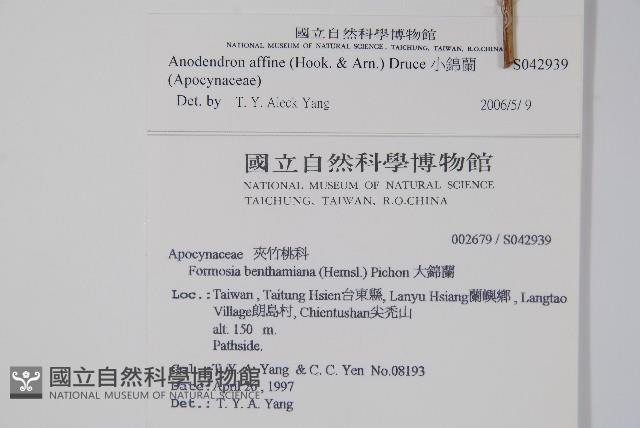 國立自然科學博物館
NATIONAL MUSEUM OF NATURAL SCIENCE, TAICHUNG, TAIWAN, R.O.CHINA
Anodendron affine (Hook. & Arn.) Druce 小錦蘭 S042939
(Apocynaceae)
Det. by T. Y. Aleck Yang 2006/5/ 9
國立自然科學博物館
NATIONAL MUSEUM OF NATURAL SCIENCE
TAICHUNG, TAIWAN, R.O.CHINA
002679 / S042939
Apocynaceae 夾竹桃科
Formosia benthamiana (Hemsl.) Pichon 大錦蘭
Loc.:Taiwan , Taitung Hsien台東縣, Lanyu Hsiang蘭嶼鄉 , Langtao
Village朗島村, Chientushan尖禿山
alt. 150 m.
Pathside.
Col.: T. Y. A. Yang & C. C. Yen No.08193
Date: April 20 , 1997
Det.: T. Y. A. Yang
國立自然科學博物館
NATIONAL MUSEUM OF NATURAL SCIENCE